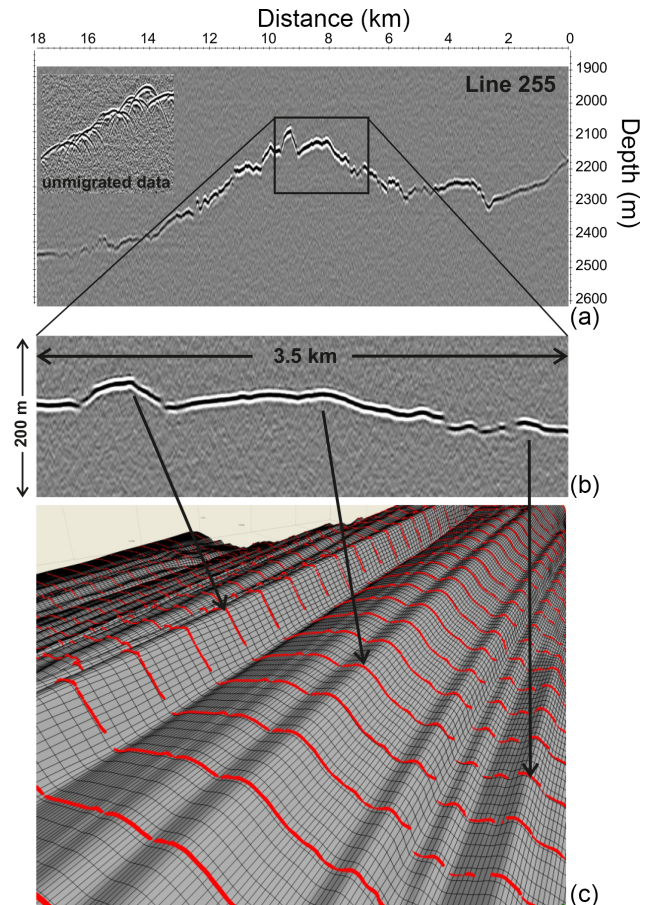 Distance (km)
18 16 14 12 10 8 6 4 2 0
Line 255
unmigrated data
1900
2000
2100
2200
2300
2400
2500
2600
Depth (m)
(a)
3.5 km
200 m
(b)
(c)